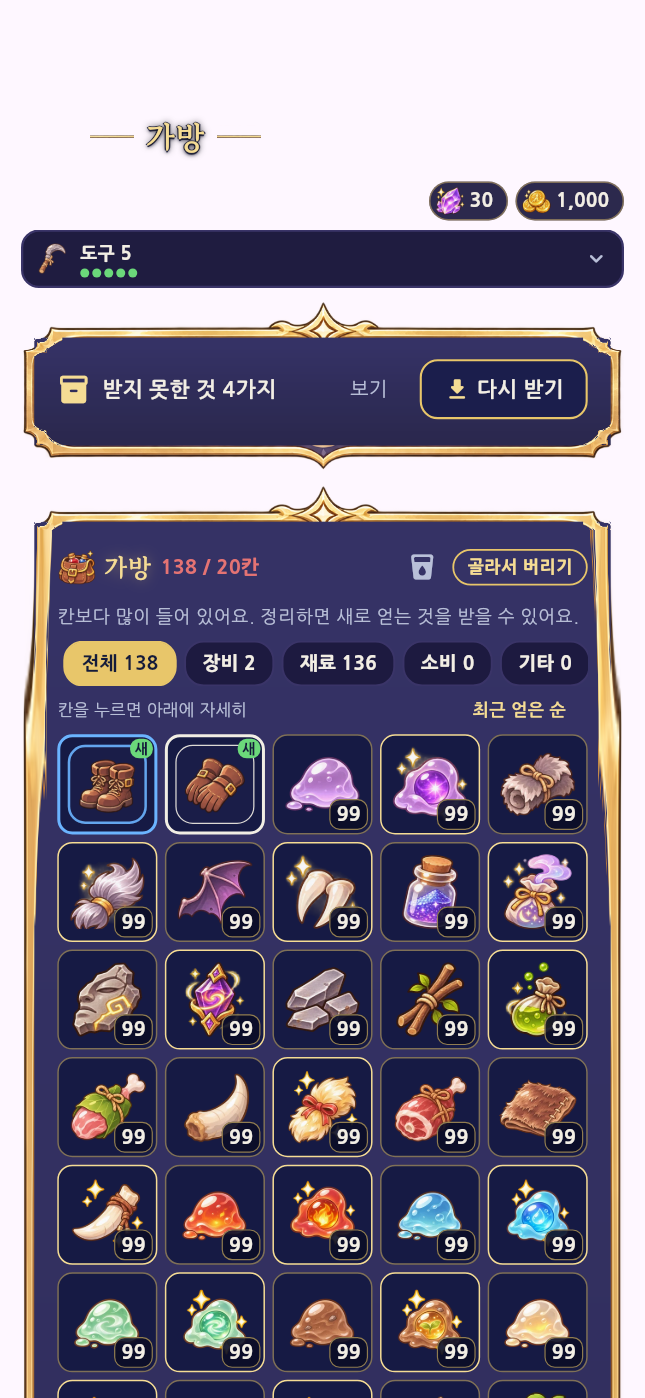 가방
30 1,000
도구 5
받지 못한 것 4가지 보기 다시 받기
가방 138 / 20칸 골라서 버리기
칸보다 많이 들어 있어요. 정리하면 새로 얻는 것을 받을 수 있어요.
전체 138 장비 2 재료 136 소비 0 기타 0
칸을 누르면 아래에 자세히 최근 얻은 순
새 새
99 99 99
99 99 99 99 99
99 99 99 99 99
99 99 99 99 99
99 99 99 99 99
99 99 99 99 99